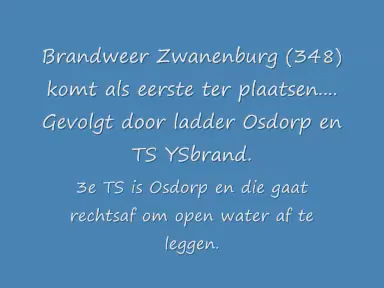 Brandweer Zwanenburg (348)
komt als eerste ter plaatsen....
Gevolgt door ladder Osdorp en
TS YSbrand.
3e TS is Osdorp en die gaat
rechtsaf om open water af te
leggen.